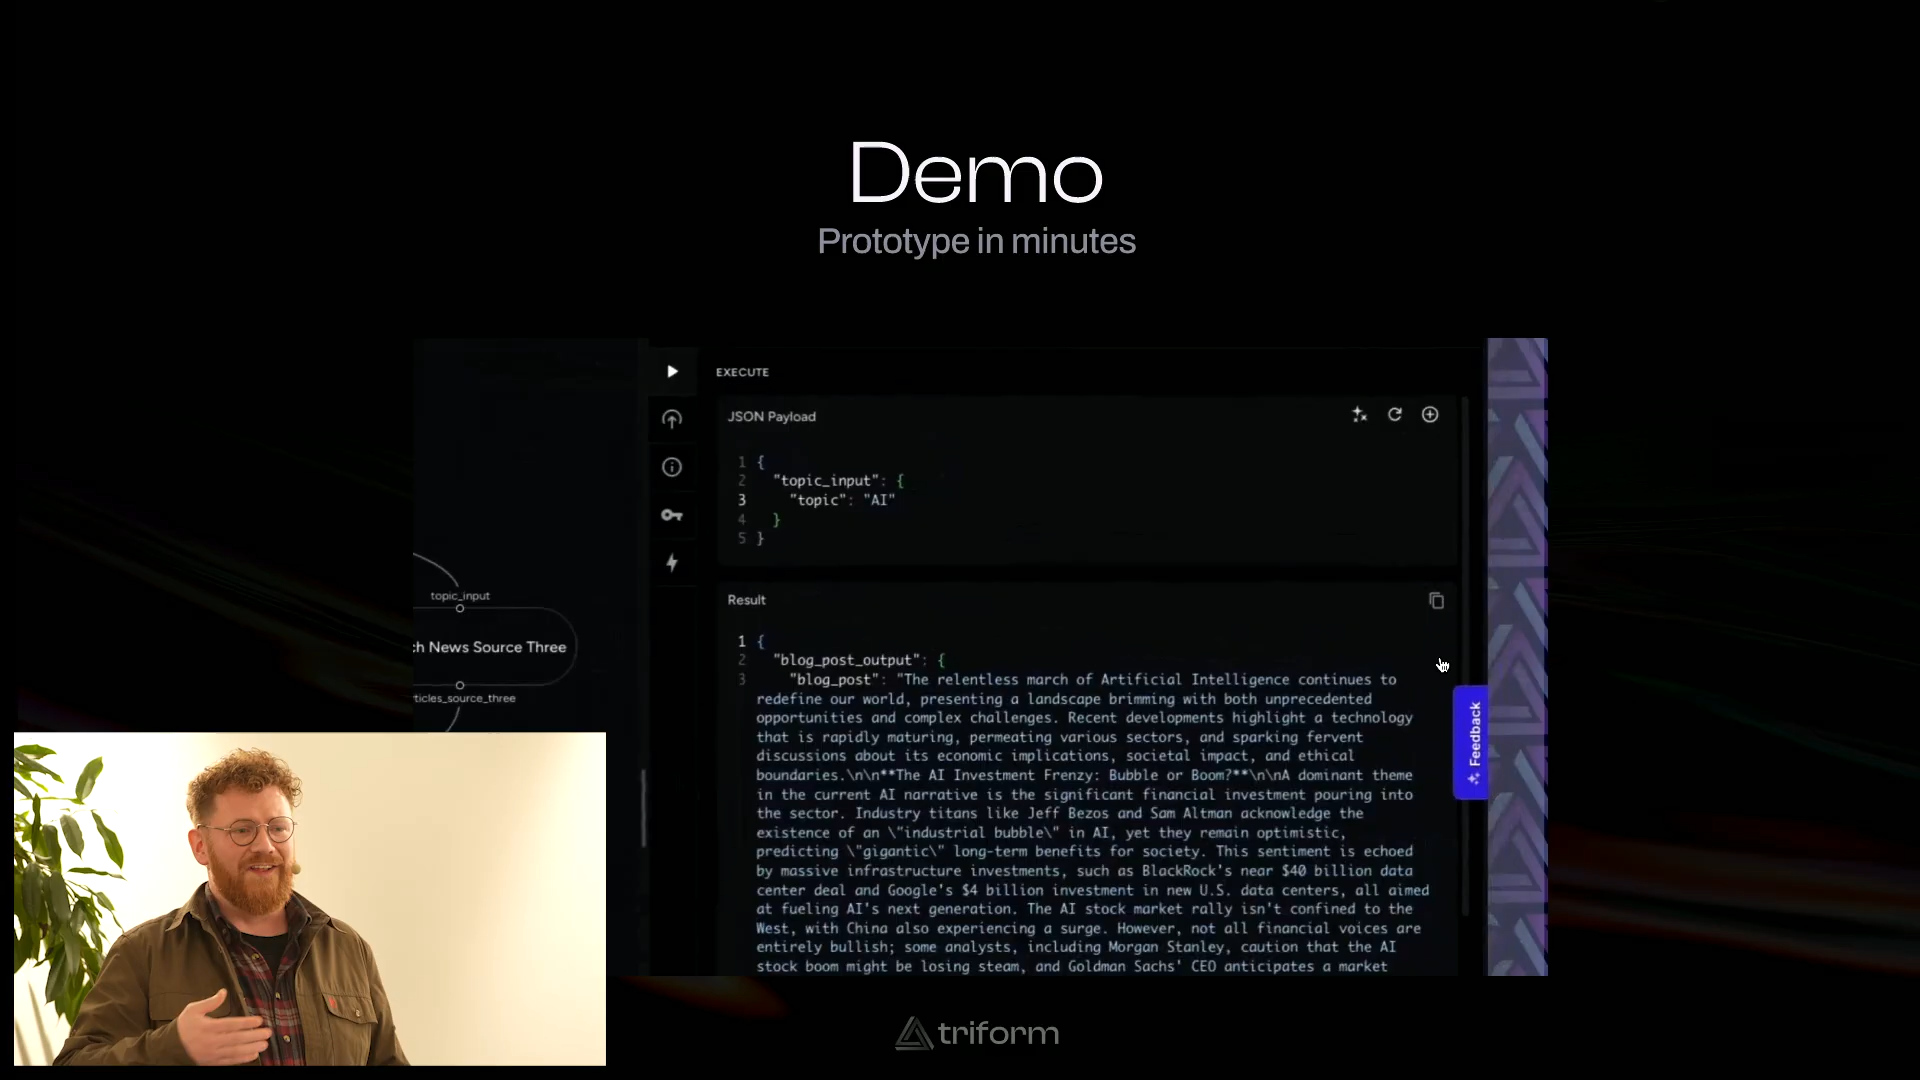 Demo
Prototype in minutes
EXECUTE
JSON Payload
1 {
2 "topic_input": {
3 "topic": "AI"
4 }
5 }
topic_input
ch News Source Three
ticles_source_three
Result
1 {
2 "blog_post_output": {
3 "blog_post": "The relentless march of Artificial Intelligence continues to
redefine our world, presenting a landscape brimming with both unprecedented
opportunities and complex challenges. Recent developments highlight a technology
that is rapidly maturing, permeating various sectors, and sparking fervent
discussions about its economic implications, societal impact, and ethical
boundaries.\n\n**The AI Investment Frenzy: Bubble or Boom?**\n\nA dominant theme
in the current AI narrative is the significant financial investment pouring into
the sector. Industry titans like Jeff Bezos and Sam Altman acknowledge the
existence of an \"industrial bubble\" in AI, yet they remain optimistic,
predicting \"gigantic\" long-term benefits for society. This sentiment is echoed
by massive infrastructure investments, such as BlackRock's near $40 billion data
center deal and Google's $4 billion investment in new U.S. data centers, all aimed
at fueling AI's next generation. The AI stock market rally isn't confined to the
West, with China also experiencing a surge. However, not all financial voices are
entirely bullish; some analysts, including Morgan Stanley, caution that the AI
stock boom might be losing steam, and Goldman Sachs' CEO anticipates a market
Feedback
triform